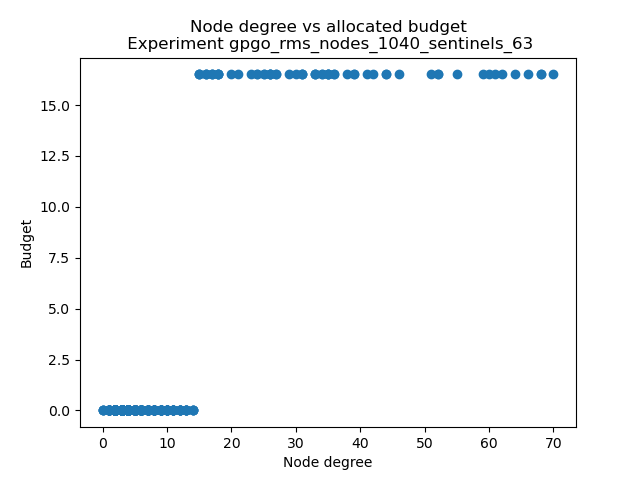 Node degree vs allocated budget
Experiment gpgo_rms_nodes_1040_sentinels_63
15.0
12.5
10.0
7.5
5.0
2.5
0.0
Budget
0 10 20 30 40 50 60 70
Node degree